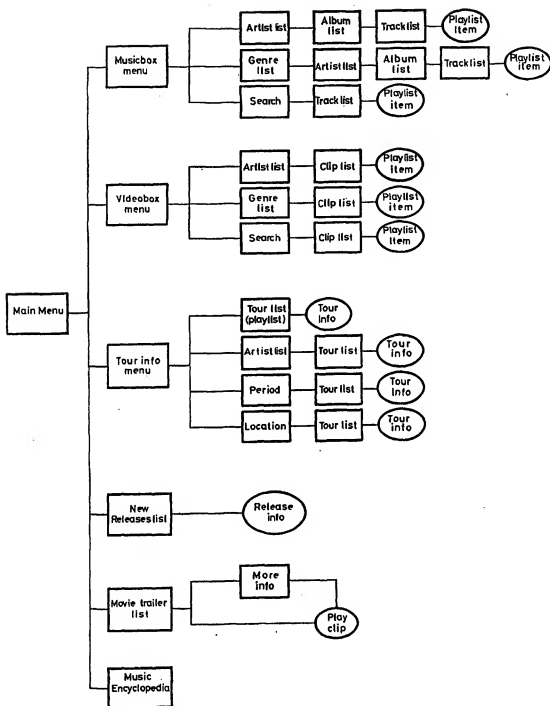 Artist list
Album
list
Track list
Playlist
item
Musicbox
menu
Genre
list
Artist list
Album
list
Track list
Playlist
item
Search
Track list
Playlist
item
Artist list
Clip list
Playlist
item
Videobox
menu
Genre
list
Clip list
Playlist
item
Search
Clip list
Playlist
item
Main Menu
Tour list
(playlist)
Tour
info
Tour info
menu
Artist list
Tour list
Tour
info
Period
Tour list
Tour
info
Location
Tour list
Tour
info
New
Releases list
Release
info
Movie trailer
list
More
info
Play
clip
Music
Encyclopedia